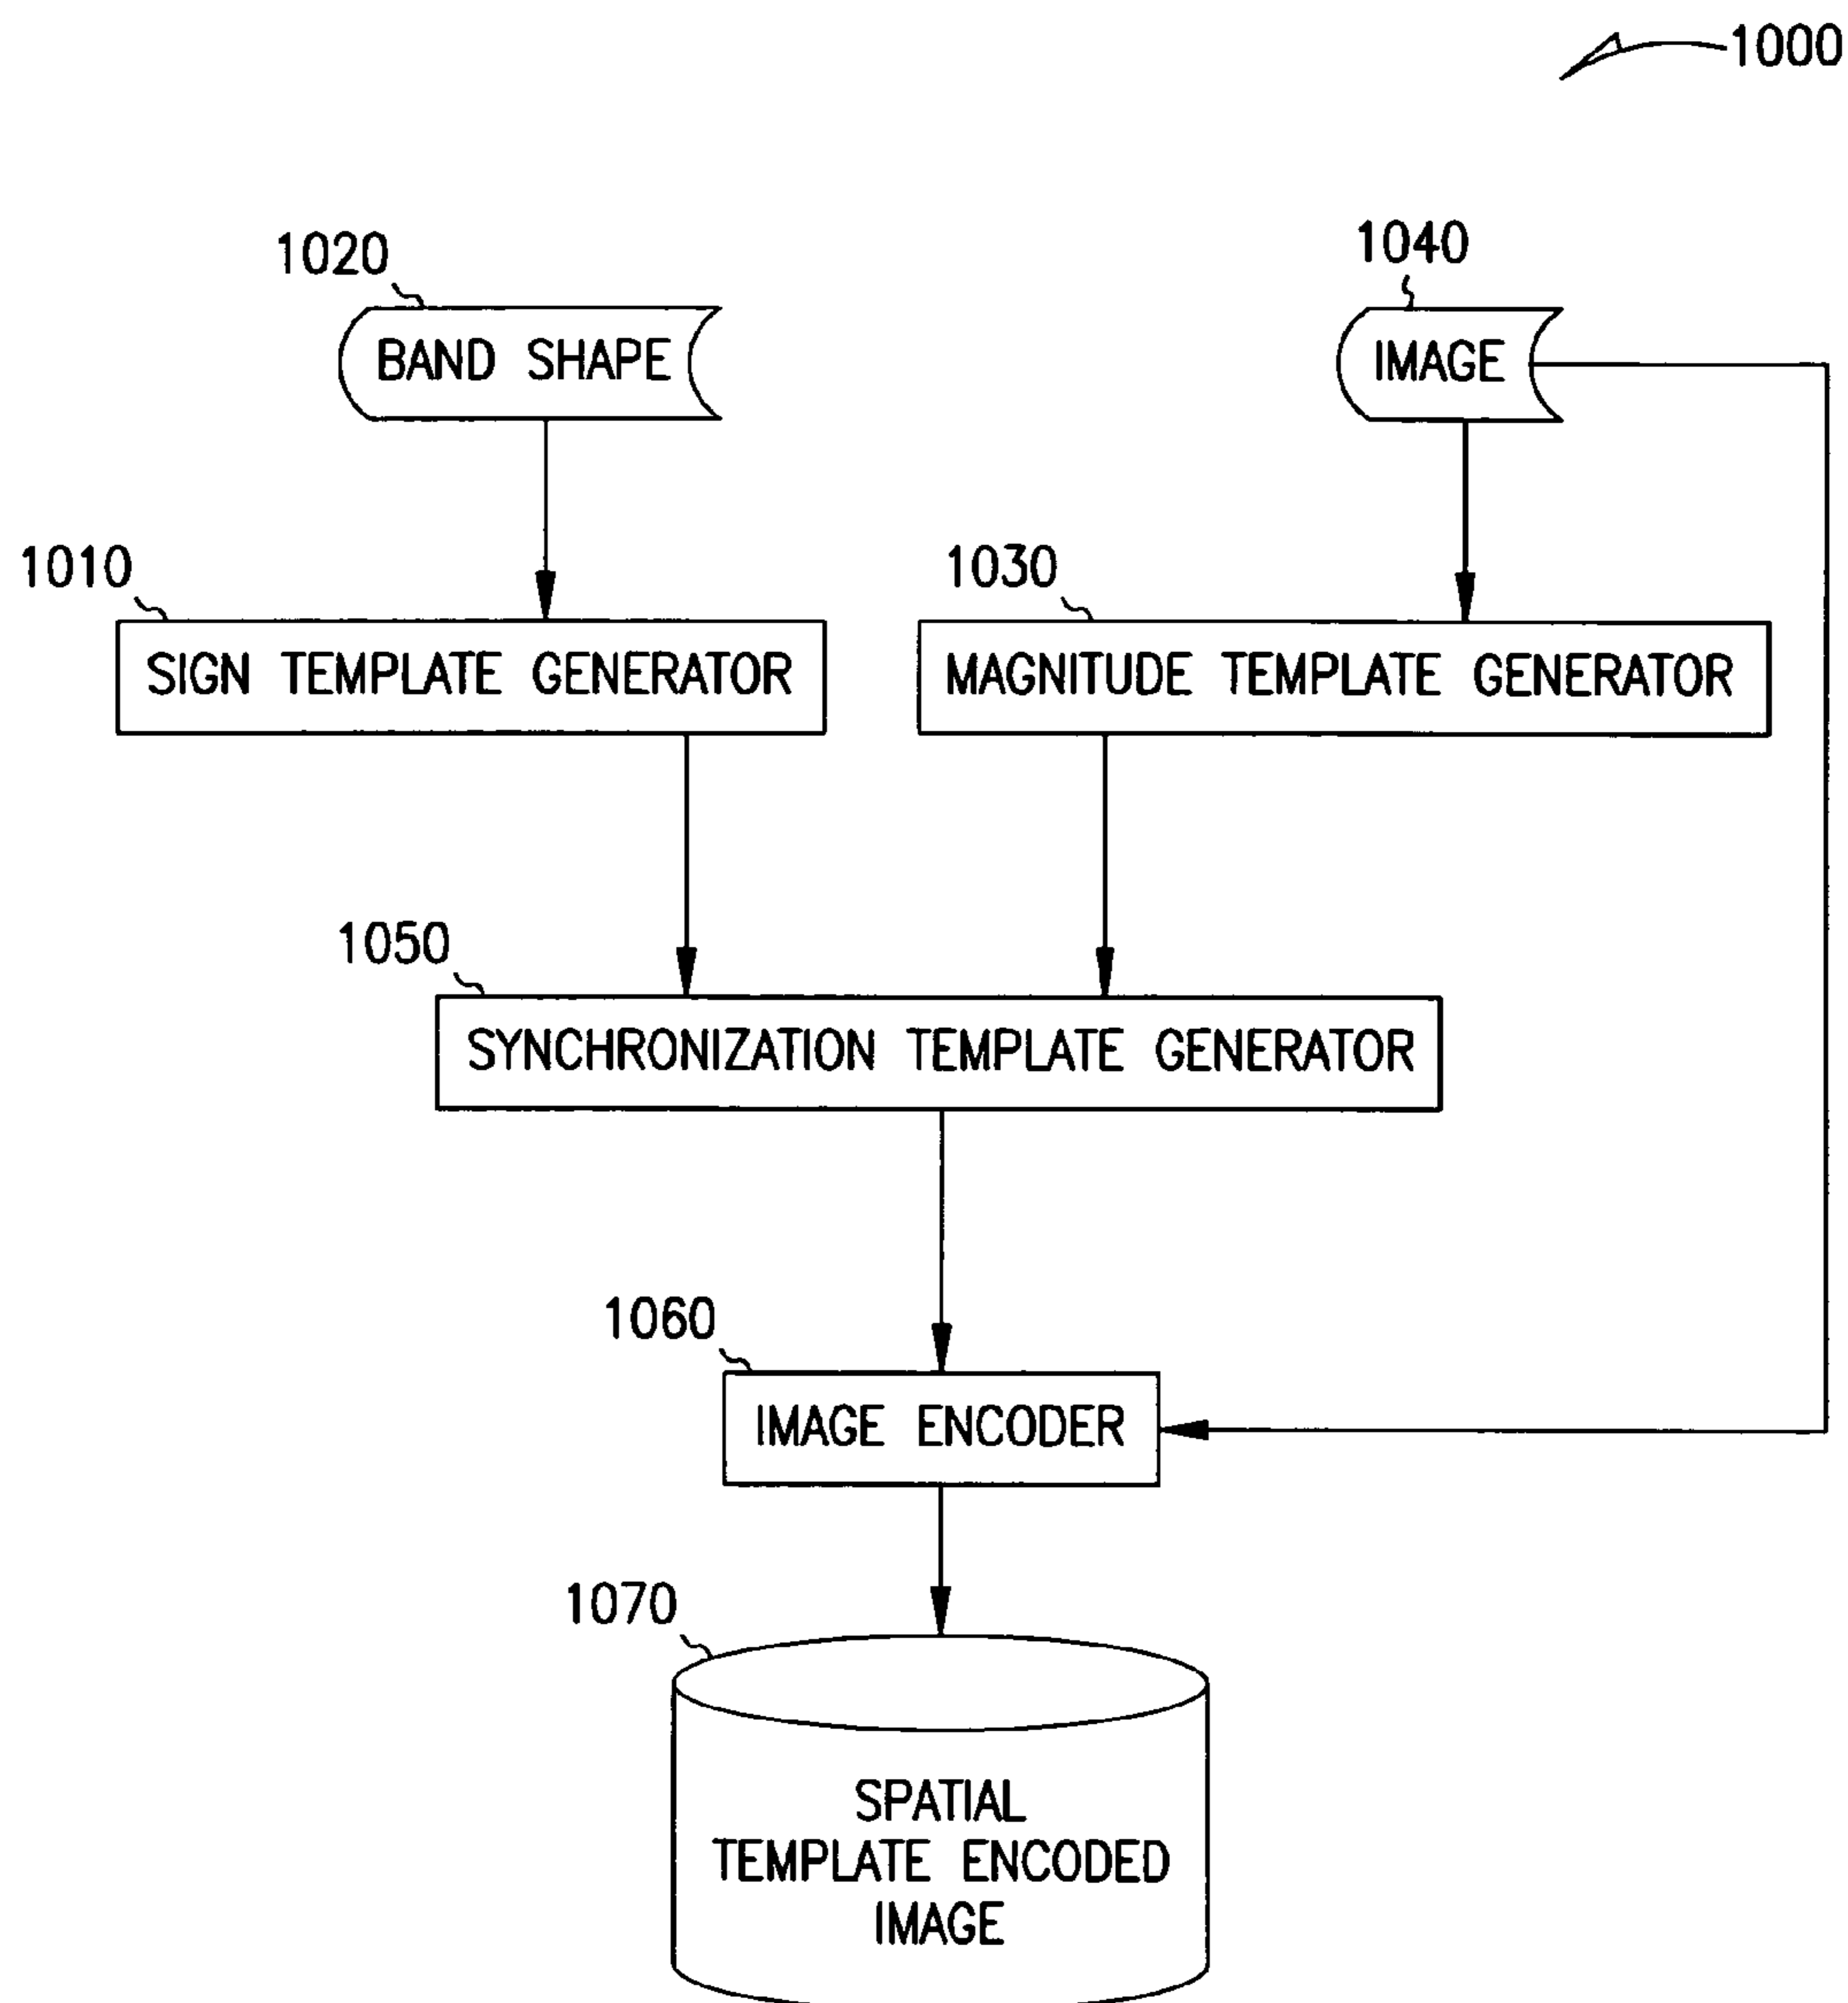 1000
1020
1040
BAND SHAPE
IMAGE
1010
1030
SIGN TEMPLATE GENERATOR
MAGNITUDE TEMPLATE GENERATOR
1050
SYNCHRONIZATION TEMPLATE GENERATOR
1060
IMAGE ENCODER
1070
SPATIAL
TEMPLATE ENCODED
IMAGE